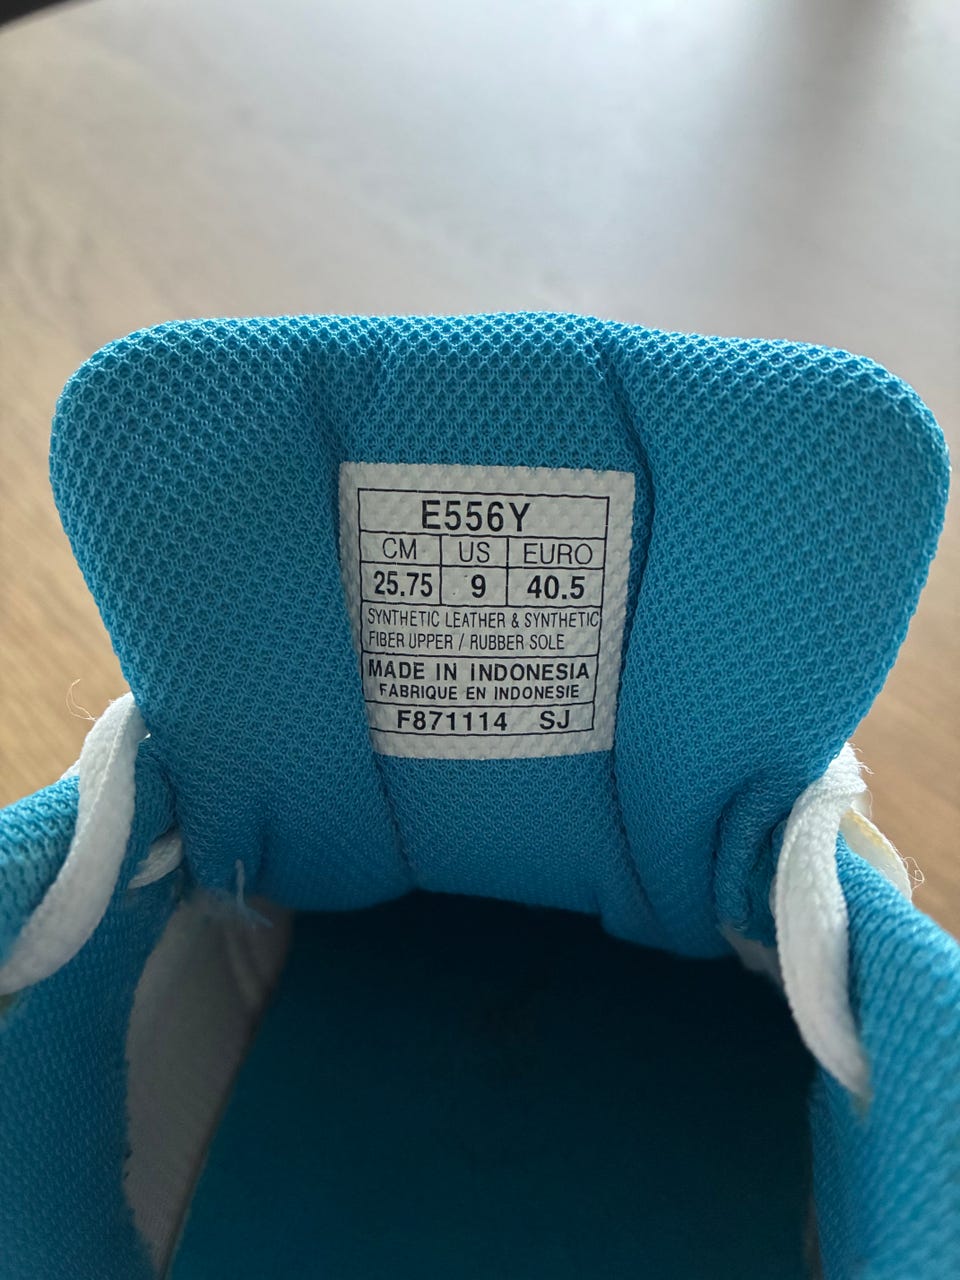 E556Y
CM US EURO
25.75 9 40.5
SYNTHETIC LEATHER & SYNTHETIC
FIBER UPPER / RUBBER SOLE
MADE IN INDONESIA
FABRIQUE EN INDONESIE
F871114 SJ